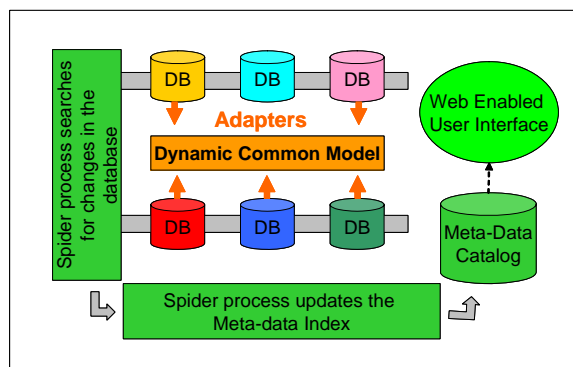 Spider process searches
for changes in the
database
DB
DB
DB
Adapters
Dynamic Common Model
DB
DB
DB
Web Enabled
User Interface
Meta-Data
Catalog
Spider process updates the
Meta-data Index